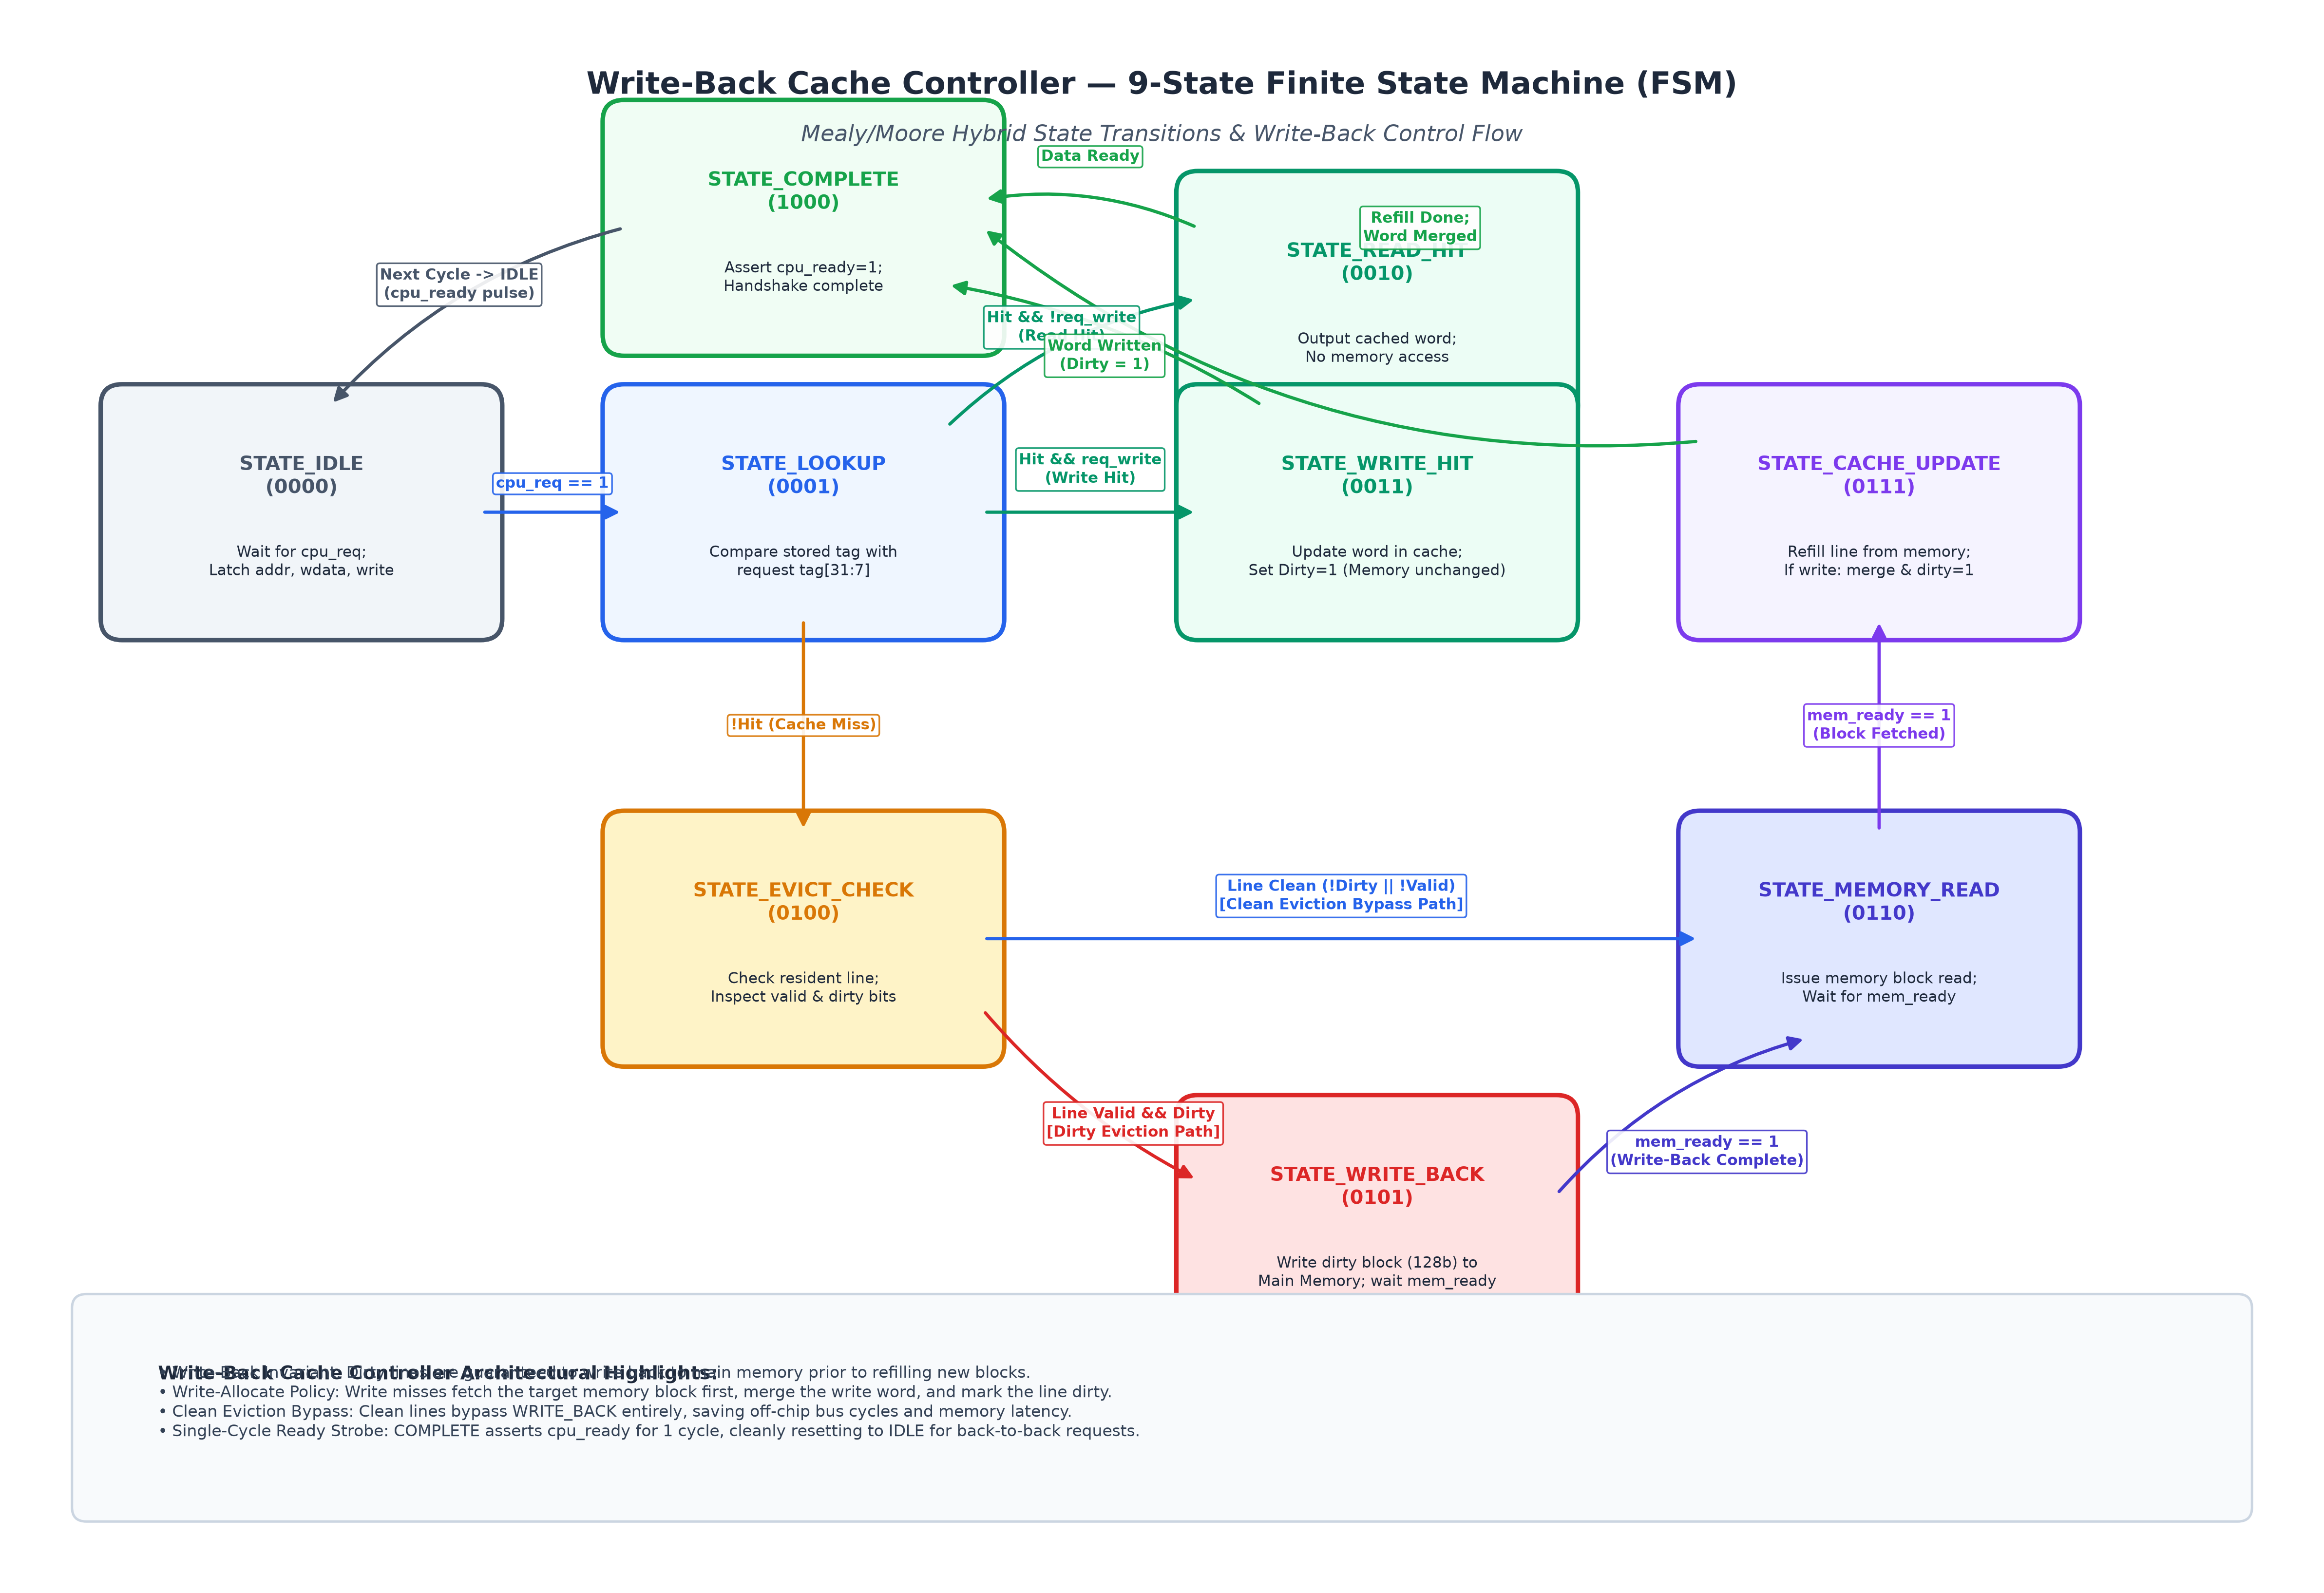 Write-Back Cache Controller — 9-State Finite State Machine (FSM)
Mealy/Moore Hybrid State Transitions & Write-Back Control Flow
STATE_COMPLETE
(1000)
Assert cpu_ready=1;
Handshake complete
Data Ready
Refill Done;
Word Merged
STATE_READ_HIT
(0010)
Output cached word;
No memory access
Next Cycle -> IDLE
(cpu_ready pulse)
Hit && !req_write
(Read Hit)
Word Written
(Dirty = 1)
STATE_IDLE
(0000)
Wait for cpu_req;
Latch addr, wdata, write
cpu_req == 1
STATE_LOOKUP
(0001)
Compare stored tag with
request tag[31:7]
Hit && req_write
(Write Hit)
STATE_WRITE_HIT
(0011)
Update word in cache;
Set Dirty=1 (Memory unchanged)
STATE_CACHE_UPDATE
(0111)
Refill line from memory;
If write: merge & dirty=1
!Hit (Cache Miss)
mem_ready == 1
(Block Fetched)
STATE_EVICT_CHECK
(0100)
Check resident line;
Inspect valid & dirty bits
Line Clean (!Dirty || !Valid)
[Clean Eviction Bypass Path]
STATE_MEMORY_READ
(0110)
Issue memory block read;
Wait for mem_ready
Line Valid && Dirty
[Dirty Eviction Path]
mem_ready == 1
(Write-Back Complete)
STATE_WRITE_BACK
(0101)
Write dirty block (128b) to
Main Memory; wait mem_ready
Write-Back Cache Controller Architectural Highlights:
main memory prior to refilling new blocks.
• Write-Allocate Policy: Write misses fetch the target memory block first, merge the write word, and mark the line dirty.
• Clean Eviction Bypass: Clean lines bypass WRITE_BACK entirely, saving off-chip bus cycles and memory latency.
• Single-Cycle Ready Strobe: COMPLETE asserts cpu_ready for 1 cycle, cleanly resetting to IDLE for back-to-back requests.